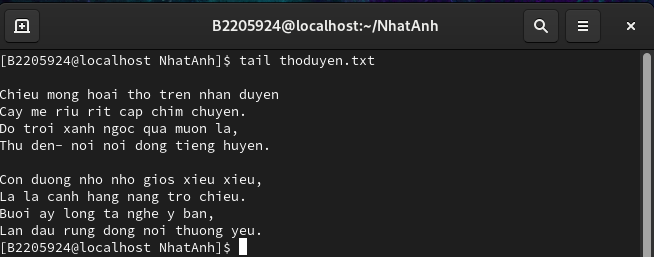 B2205924@localhost:~/NhatAnh
[B2205924@localhost NhatAnh]$ tail thoduyen.txt
Chieu mong hoai tho tren nhan duyen
Cay me riu rit cap chim chuyen.
Do troi xanh ngoc qua muon la,
Thu den- noi noi dong tieng huyen.
Con duong nho nho gios xieu xieu,
La la canh hang nang tro chieu.
Buoi ay long ta nghe y ban,
Lan dau rung dong noi thuong yeu.
[B2205924@localhost NhatAnh]$